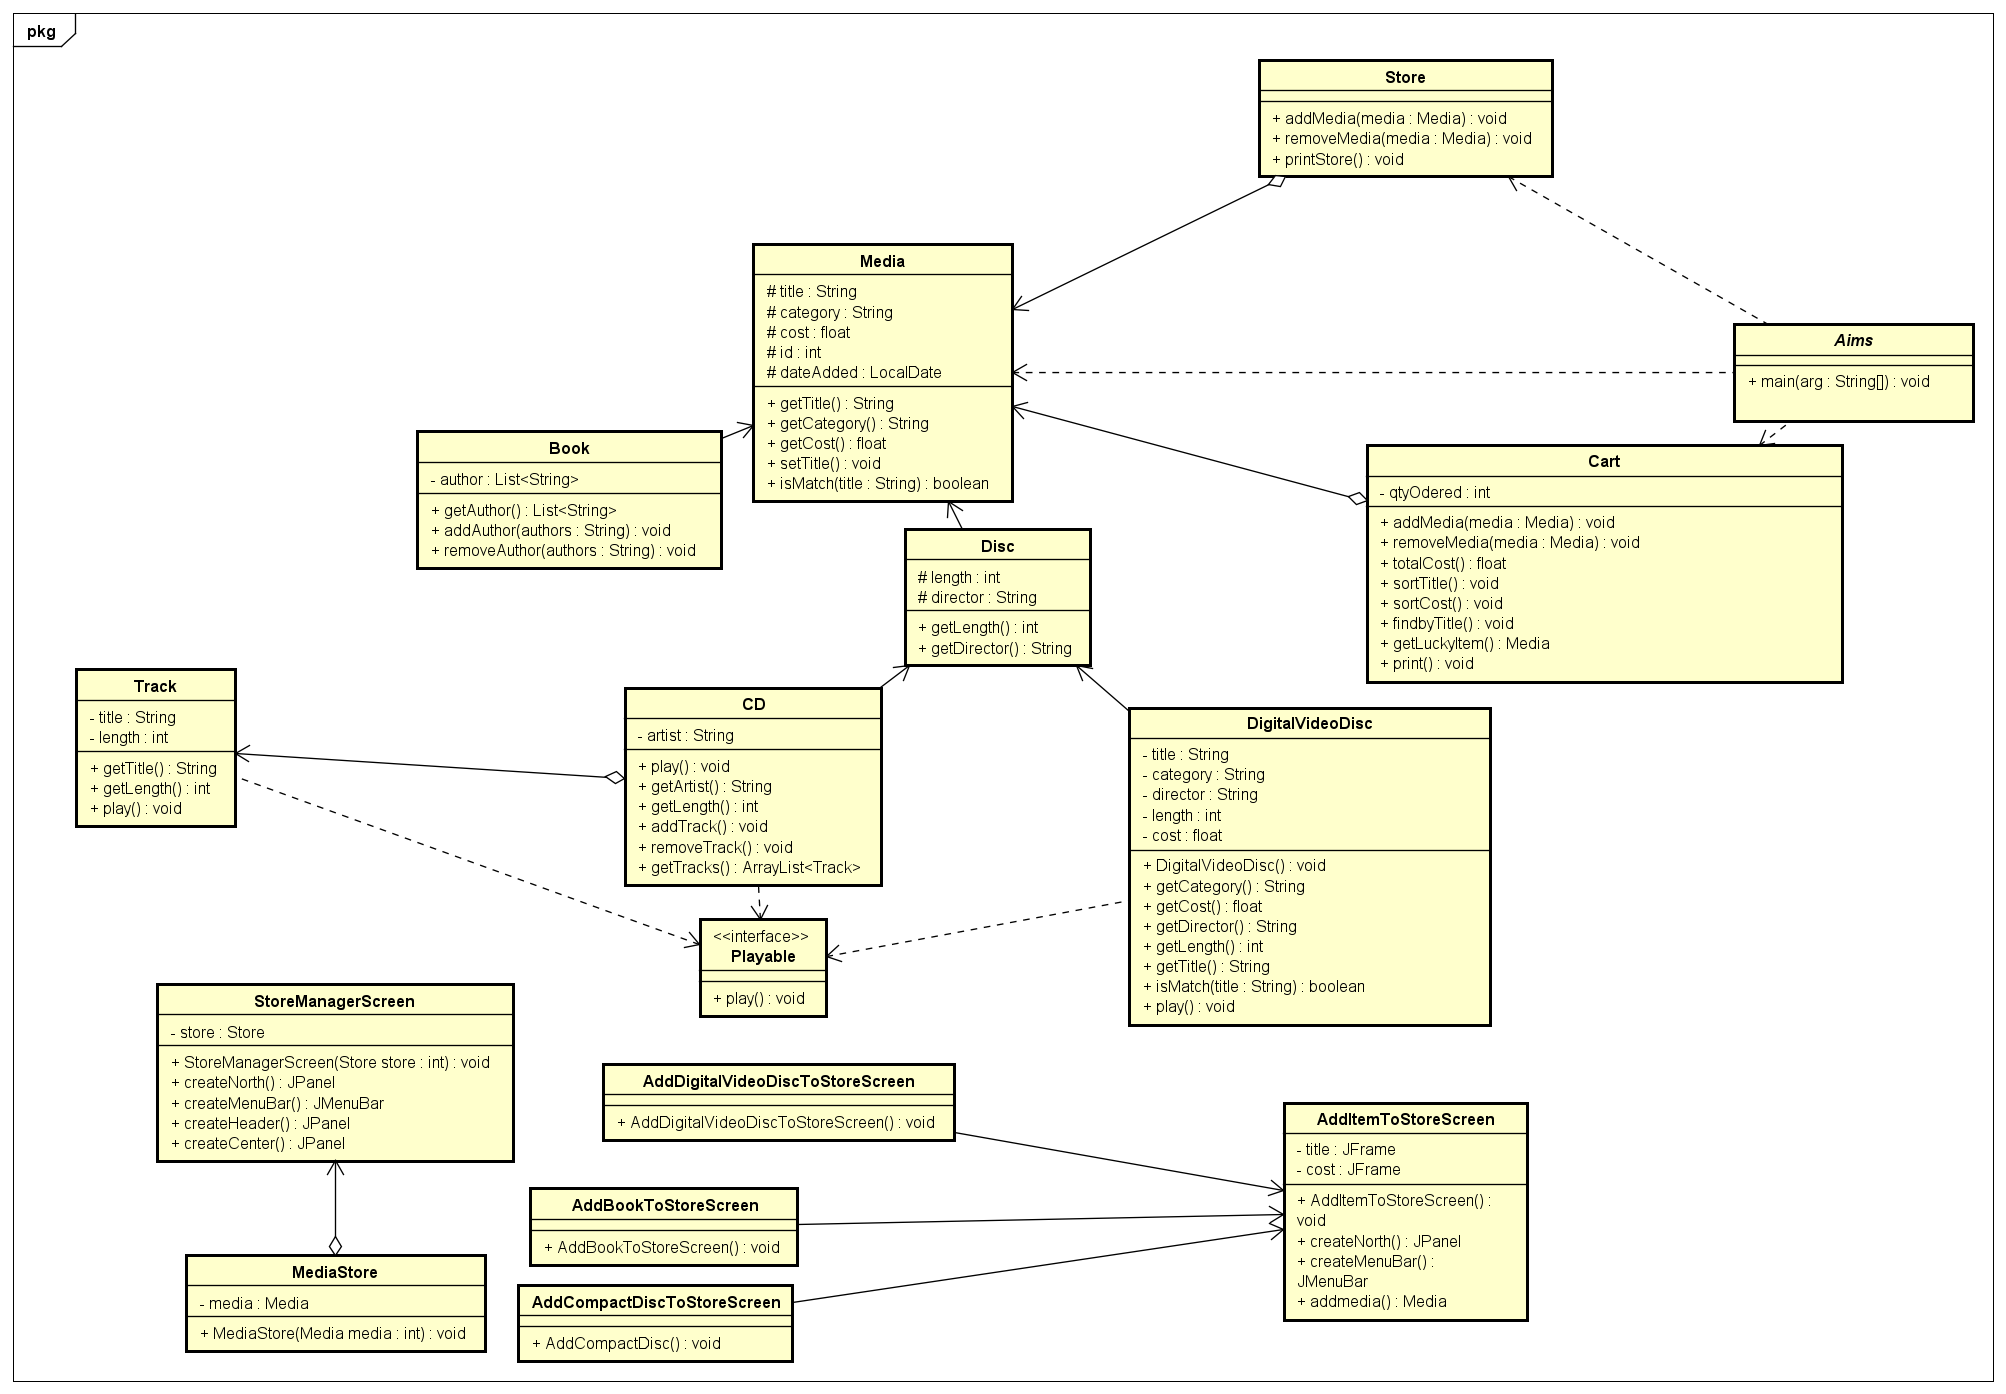 pkg
Store
+ addMedia(media : Media) : void
+ removeMedia(media : Media) : void
+ printStore() : void
Media
# title : String
# category : String
# cost : float
# id : int
# dateAdded : LocalDate
+ getTitle() : String
+ getCategory() : String
+ getCost() : float
+ setTitle() : void
+ isMatch(title : String) : boolean
Aims
+ main(arg : String[]) : void
Book
- author : List<String>
+ getAuthor() : List<String>
+ addAuthor(authors : String) : void
+ removeAuthor(authors : String) : void
Cart
- qtyOdered : int
+ addMedia(media : Media) : void
+ removeMedia(media : Media) : void
+ totalCost() : float
+ sortTitle() : void
+ sortCost() : void
+ findbyTitle() : void
+ getLuckyItem() : Media
+ print() : void
Disc
# length : int
# director : String
+ getLength() : int
+ getDirector() : String
Track
- title : String
- length : int
+ getTitle() : String
+ getLength() : int
+ play() : void
CD
- artist : String
+ play() : void
+ getArtist() : String
+ getLength() : int
+ addTrack() : void
+ removeTrack() : void
+ getTracks() : ArrayList<Track>
DigitalVideoDisc
- title : String
- category : String
- director : String
- length : int
- cost : float
+ DigitalVideoDisc() : void
+ getCategory() : String
+ getCost() : float
+ getDirector() : String
+ getLength() : int
+ getTitle() : String
+ isMatch(title : String) : boolean
+ play() : void
<<interface>>
Playable
+ play() : void
StoreManagerScreen
- store : Store
+ StoreManagerScreen(Store store : int) : void
+ createNorth() : JPanel
+ createMenuBar() : JMenuBar
+ createHeader() : JPanel
+ createCenter() : JPanel
AddDigitalVideoDiscToStoreScreen
+ AddDigitalVideoDiscToStoreScreen() : void
AddItemToStoreScreen
- title : JFrame
- cost : JFrame
+ AddItemToStoreScreen() :
void
+ createNorth() : JPanel
+ createMenuBar() :
JMenuBar
+ addmedia() : Media
AddBookToStoreScreen
+ AddBookToStoreScreen() : void
MediaStore
- media : Media
+ MediaStore(Media media : int) : void
AddCompactDiscToStoreScreen
+ AddCompactDisc() : void